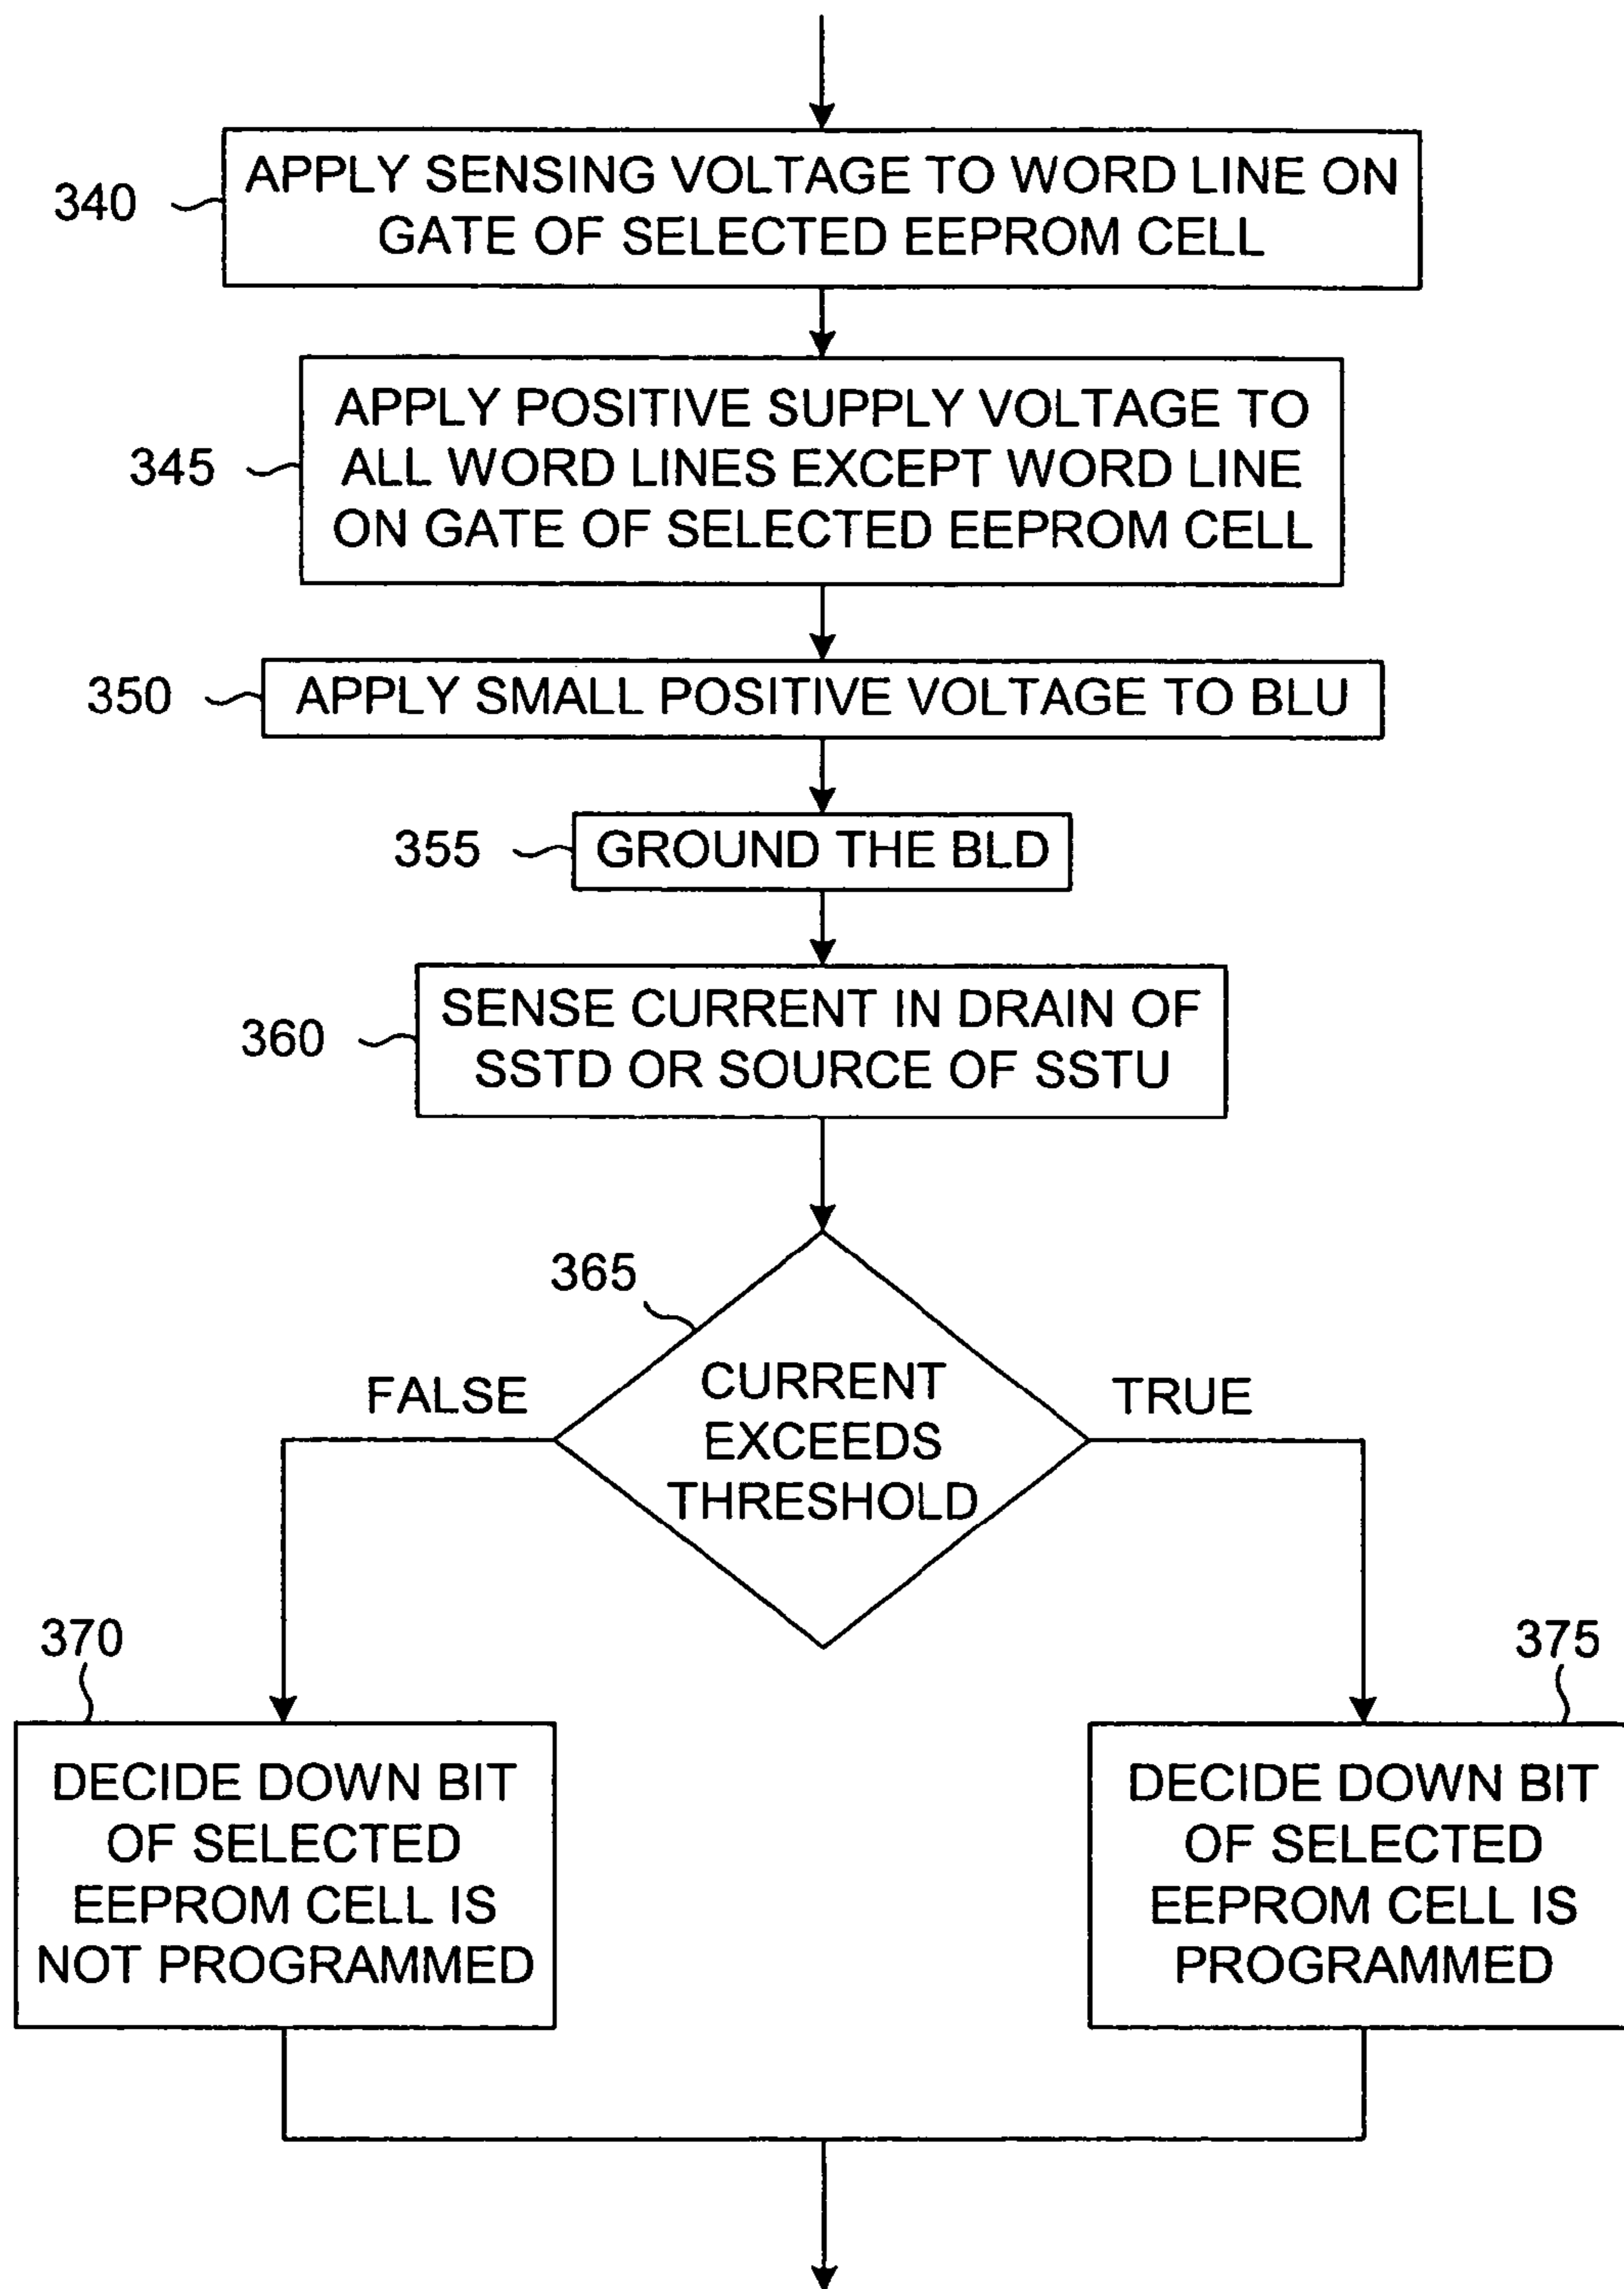 340
APPLY SENSING VOLTAGE TO WORD LINE ON
GATE OF SELECTED EEPROM CELL
345
APPLY POSITIVE SUPPLY VOLTAGE TO
ALL WORD LINES EXCEPT WORD LINE
ON GATE OF SELECTED EEPROM CELL
350
APPLY SMALL POSITIVE VOLTAGE TO BLU
355
GROUND THE BLD
360
SENSE CURRENT IN DRAIN OF
SSTD OR SOURCE OF SSTU
365
CURRENT
EXCEEDS
THRESHOLD
FALSE
TRUE
370
DECIDE DOWN BIT
OF SELECTED
EEPROM CELL IS
NOT PROGRAMMED
375
DECIDE DOWN BIT
OF SELECTED
EEPROM CELL IS
PROGRAMMED